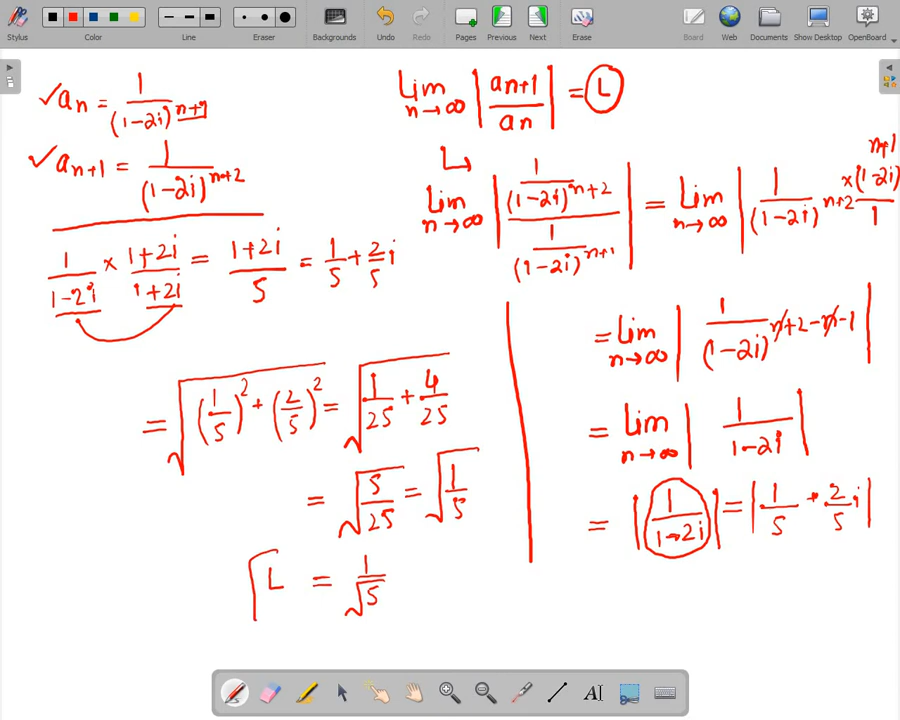 Stylus Color Line Eraser Backgrounds Undo Redo Pages Previous Next Erase Board Web Documents Show Desktop OpenBoard
✓ a_n = 1/(1-2i)^(n+1)
✓ a_{n+1} = 1/(1-2i)^(n+2)
1/(1-2i) × (1+2i)/(1+2i) = (1+2i)/5 = 1/5 + 2/5 i
= √((1/5)^2 + (2/5)^2) = √(1/25 + 4/25)
= √(5/25) = √(1/5)
L = 1/√5
Lim n→∞ |a_{n+1}/a_n| = L
↳ Lim n→∞ |(1/(1-2i)^(n+2))/(1/(1-2i)^(n+1))| = Lim n→∞ |1/(1-2i)^(n+2) × (1-2i)^(n+1)/1
= Lim n→∞ |1/(1-2i)^(n+2-n-1)|
= Lim n→∞ |1/(1-2i)|
= |1/(1-2i)| = |1/5 + 2/5 i|